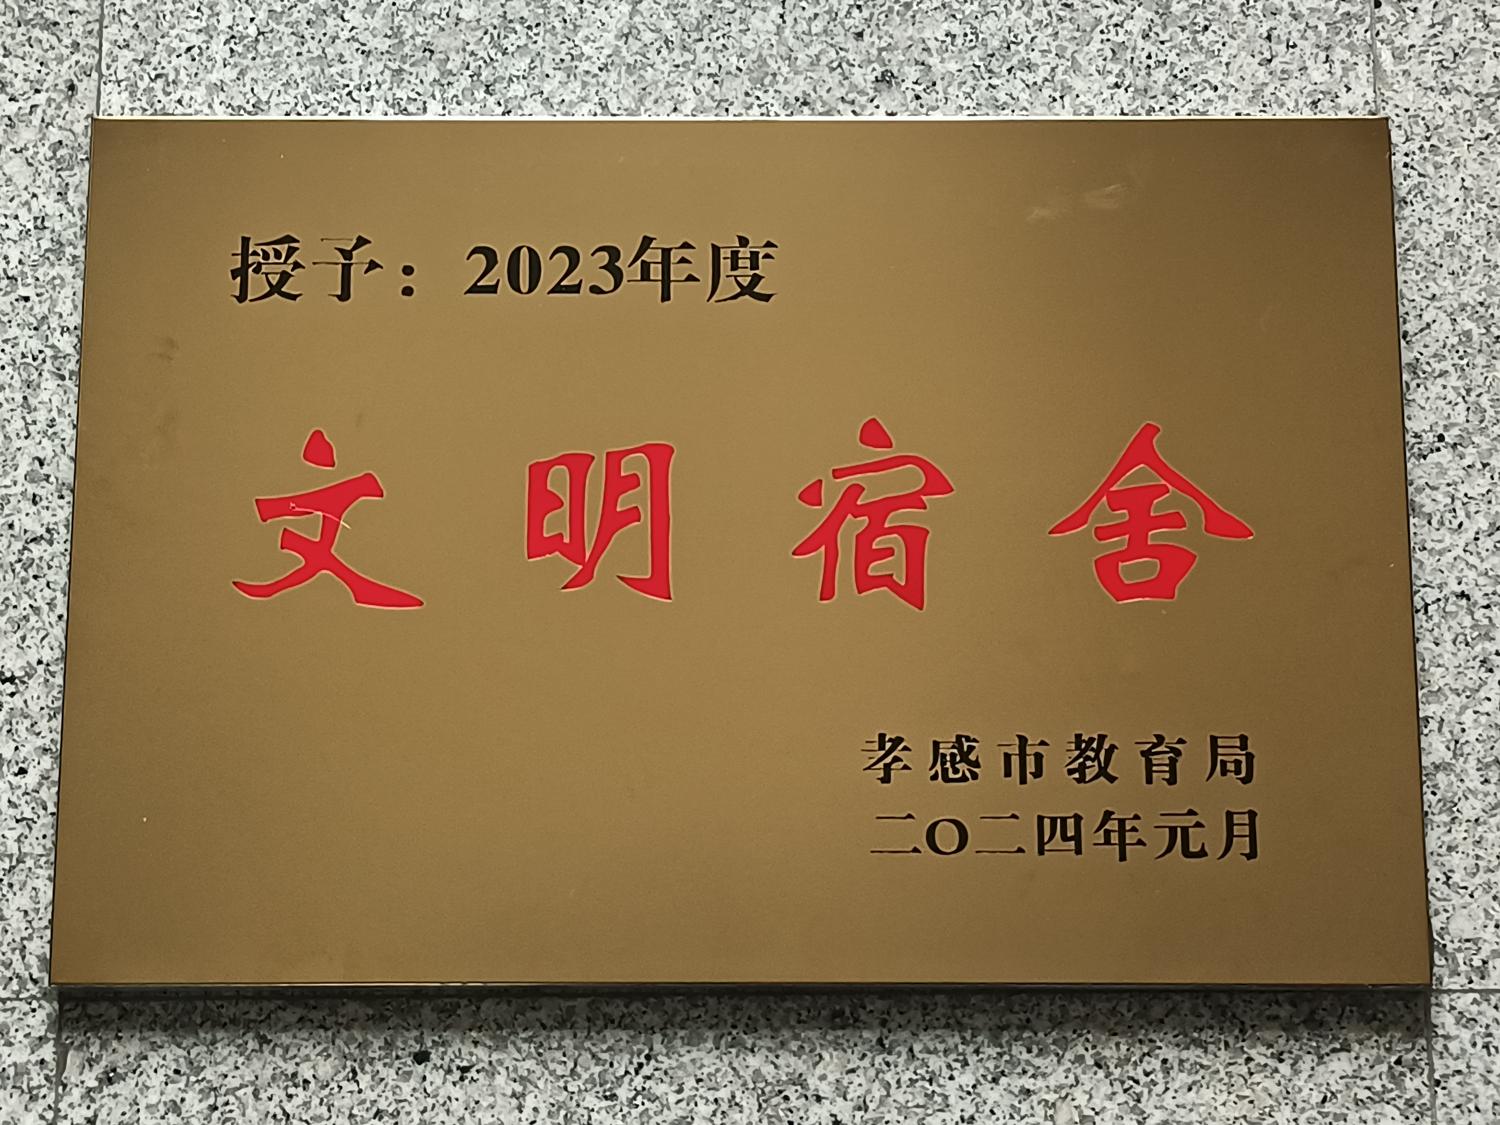 授予：2023年度
文明宿舍
孝感市教育局
二〇二四年元月